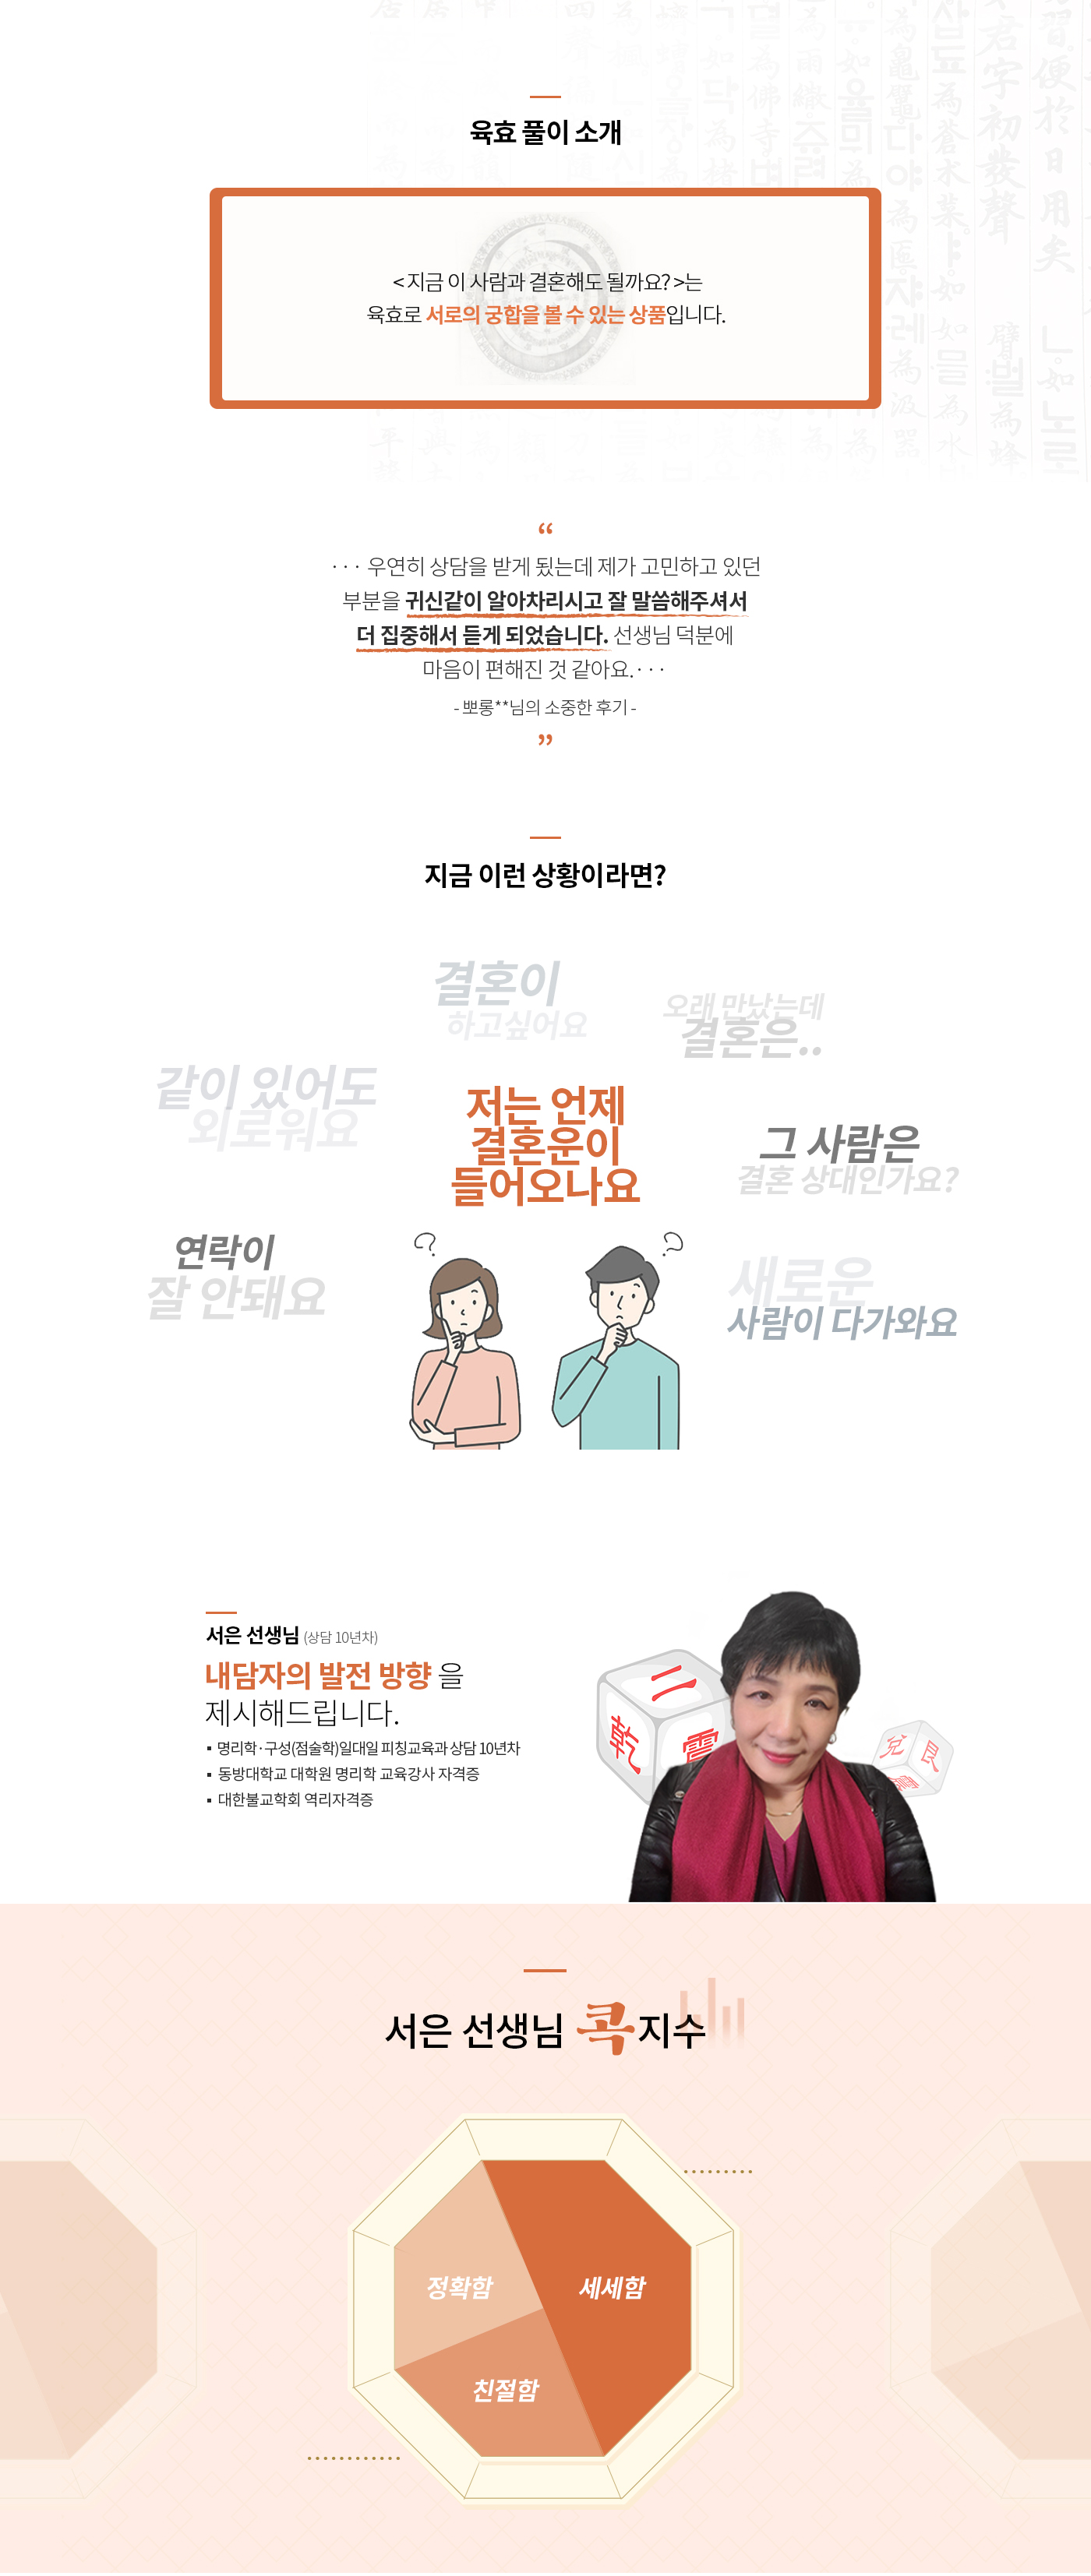 육효 풀이 소개
< 지금 이 사람과 결혼해도 될까요? >는
육효로 서로의 궁합을 볼 수 있는 상품입니다.
“
··· 우연히 상담을 받게 됬는데 제가 고민하고 있던
부분을 귀신같이 알아차리시고 잘 말씀해주셔서
더 집중해서 듣게 되었습니다. 선생님 덕분에
마음이 편해진 것 같아요.···
- 뽀롱**님의 소중한 후기 -
”
지금 이런 상황이라면?
결혼이
하고싶어요
오래 만났는데
결혼은..
같이 있어도
외로워요
저는 언제
결혼운이
들어오나요
그 사람은
결혼 상대인가요?
연락이
잘 안돼요
새로운
사람이 다가와요
서은 선생님 (상담 10년차)
내담자의 발전 방향 을
제시해드립니다.
▪ 명리학·구성(점술학)일대일 피칭교육과 상담 10년차
▪ 동방대학교 대학원 명리학 교육강사 자격증
▪ 대한불교학회 역리자격증
乾
兌 艮
서은 선생님 콕지수
정확함
세세함
친절함